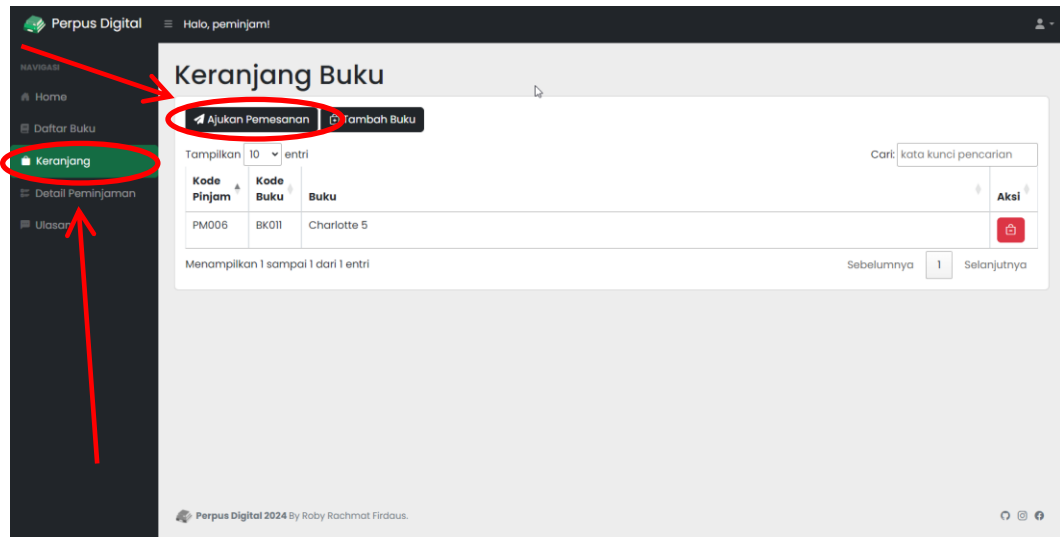 Perpus Digital
Halo, peminjam!
NAVIGASI
Home
Daftar Buku
Keranjang
Detail Peminjaman
Ulasan
Keranjang Buku
Ajukan Pemesanan
Tambah Buku
Tampilkan 10 entri
Cari: kata kunci pencarian
Kode Pinjam
Kode Buku
Buku
Aksi
PM006 BK011 Charlotte 5
Menampilkan 1 sampai 1 dari 1 entri
Sebelumnya 1 Selanjutnya
Perpus Digital 2024 By Roby Rachmat Firdaus.